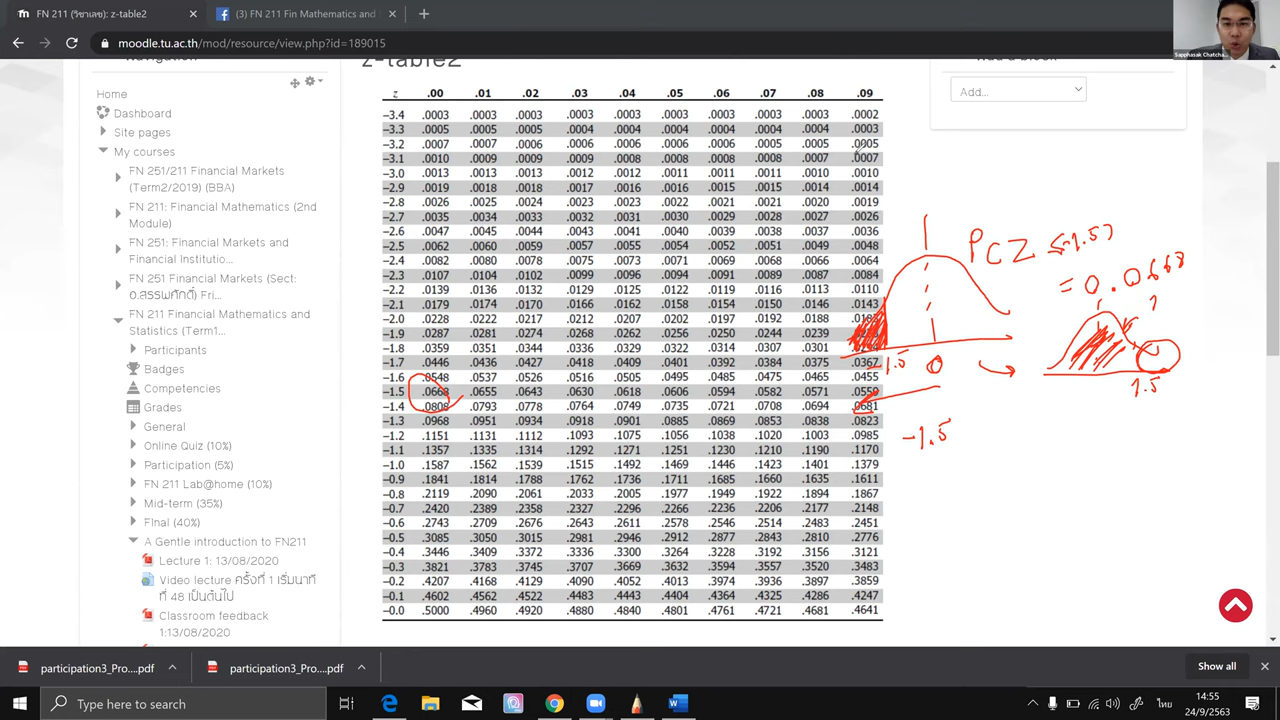 FN 211 (วิชาเลข): z-table2
(3) FN 211 Fin Mathematics and
moodle.tu.ac.th/mod/resource/view.php?id=189015
Sapphasak Chatcha
Navigation
Home
Dashboard
Site pages
My courses
FN 251/211 Financial Markets
(Term2/2019) (BBA)
FN 211: Financial Mathematics (2nd
Module)
FN 251: Financial Markets and
Financial Institutio...
FN 251 Financial Markets (Sect:
อ.สรรพศักดิ์) Fri...
FN 211 Financial Mathematics and
Statistics (Term1...
Participants
Badges
Competencies
Grades
General
Online Quiz (10%)
Participation (5%)
FN 211 Lab@home (10%)
Mid-term (35%)
FInal (40%)
A Gentle introduction to FN211
Lecture 1: 13/08/2020
Video lecture ครั้งที่ 1 เริ่มนาที
ที่ 48 เป็นต้นไป
Classroom feedback
1:13/08/2020
z-table2
z .00 .01 .02 .03 .04 .05 .06 .07 .08 .09
−3.4 .0003 .0003 .0003 .0003 .0003 .0003 .0003 .0003 .0003 .0002
−3.3 .0005 .0005 .0005 .0004 .0004 .0004 .0004 .0004 .0004 .0003
−3.2 .0007 .0007 .0006 .0006 .0006 .0006 .0006 .0005 .0005 .0005
−3.1 .0010 .0009 .0009 .0009 .0008 .0008 .0008 .0008 .0007 .0007
−3.0 .0013 .0013 .0013 .0012 .0012 .0011 .0011 .0011 .0010 .0010
−2.9 .0019 .0018 .0018 .0017 .0016 .0016 .0015 .0015 .0014 .0014
−2.8 .0026 .0025 .0024 .0023 .0023 .0022 .0021 .0021 .0020 .0019
−2.7 .0035 .0034 .0033 .0032 .0031 .0030 .0029 .0028 .0027 .0026
−2.6 .0047 .0045 .0044 .0043 .0041 .0040 .0039 .0038 .0037 .0036
−2.5 .0062 .0060 .0059 .0057 .0055 .0054 .0052 .0051 .0049 .0048
−2.4 .0082 .0080 .0078 .0075 .0073 .0071 .0069 .0068 .0066 .0064
−2.3 .0107 .0104 .0102 .0099 .0096 .0094 .0091 .0089 .0087 .0084
−2.2 .0139 .0136 .0132 .0129 .0125 .0122 .0119 .0116 .0113 .0110
−2.1 .0179 .0174 .0170 .0166 .0162 .0158 .0154 .0150 .0146 .0143
−2.0 .0228 .0222 .0217 .0212 .0207 .0202 .0197 .0192 .0188
−1.9 .0287 .0281 .0274 .0268 .0262 .0256 .0250 .0244 .0239
−1.8 .0359 .0351 .0344 .0336 .0329 .0322 .0314 .0307 .0301
−1.7 .0446 .0436 .0427 .0418 .0409 .0401 .0392 .0384 .0375 .0367
−1.6 .0548 .0537 .0526 .0516 .0505 .0495 .0485 .0475 .0465 .0455
−1.5 .0668 .0655 .0643 .0630 .0618 .0606 .0594 .0582 .0571 .0559
−1.4 .0808 .0793 .0778 .0764 .0749 .0735 .0721 .0708 .0694 .0681
−1.3 .0968 .0951 .0934 .0918 .0901 .0885 .0869 .0853 .0838 .0823
−1.2 .1151 .1131 .1112 .1093 .1075 .1056 .1038 .1020 .1003 .0985
−1.1 .1357 .1335 .1314 .1292 .1271 .1251 .1230 .1210 .1190 .1170
−1.0 .1587 .1562 .1539 .1515 .1492 .1469 .1446 .1423 .1401 .1379
−0.9 .1841 .1814 .1788 .1762 .1736 .1711 .1685 .1660 .1635 .1611
−0.8 .2119 .2090 .2061 .2033 .2005 .1977 .1949 .1922 .1894 .1867
−0.7 .2420 .2389 .2358 .2327 .2296 .2266 .2236 .2206 .2177 .2148
−0.6 .2743 .2709 .2676 .2643 .2611 .2578 .2546 .2514 .2483 .2451
−0.5 .3085 .3050 .3015 .2981 .2946 .2912 .2877 .2843 .2810 .2776
−0.4 .3446 .3409 .3372 .3336 .3300 .3264 .3228 .3192 .3156 .3121
−0.3 .3821 .3783 .3745 .3707 .3669 .3632 .3594 .3557 .3520 .3483
−0.2 .4207 .4168 .4129 .4090 .4052 .4013 .3974 .3936 .3897 .3859
−0.1 .4602 .4562 .4522 .4483 .4443 .4404 .4364 .4325 .4286 .4247
−0.0 .5000 .4960 .4920 .4880 .4840 .4801 .4761 .4721 .4681 .4641
Add a block
Add...
P(Z ≤ -1.5)
= 0.0668
?
-1.5 0
1.5
-1.5
participation3_Pro....pdf
participation3_Pro....pdf
Show all
Type here to search
ไทย
14:55
24/9/2563